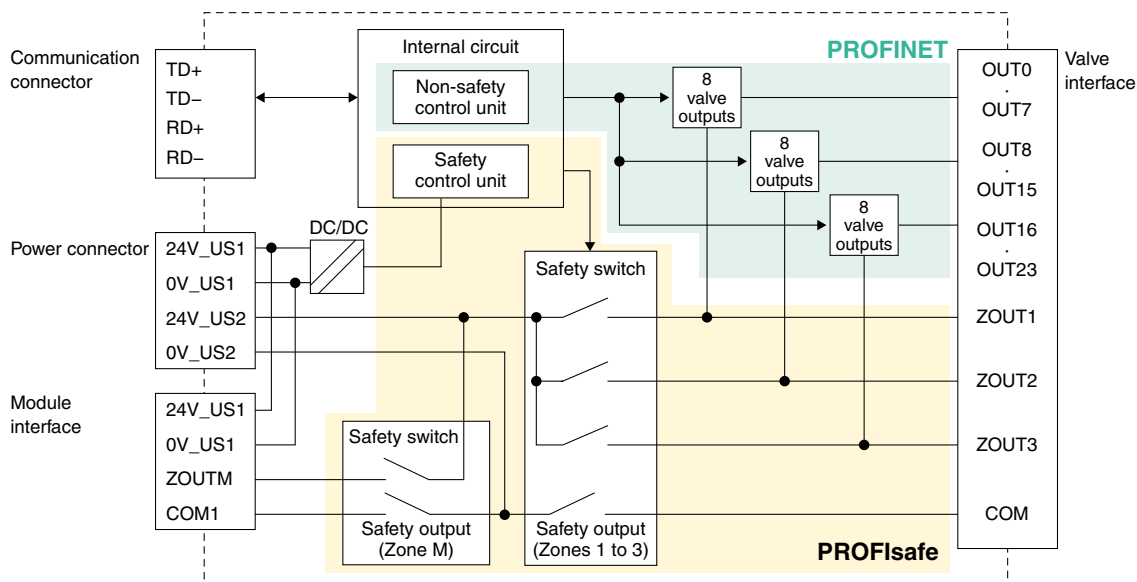 Communication
connector
TD+
TD−
RD+
RD−
Internal circuit
Non-safety
control unit
Safety
control unit
PROFINET
8
valve
outputs
8
valve
outputs
8
valve
outputs
Valve
interface
OUT0
·
OUT7
OUT8
·
OUT15
OUT16
·
OUT23
ZOUT1
ZOUT2
ZOUT3
COM
Power connector
24V_US1
0V_US1
24V_US2
0V_US2
DC/DC
Module
interface
24V_US1
0V_US1
ZOUTM
COM1
Safety switch
Safety output
(Zone M)
Safety switch
Safety output
(Zones 1 to 3)
PROFIsafe